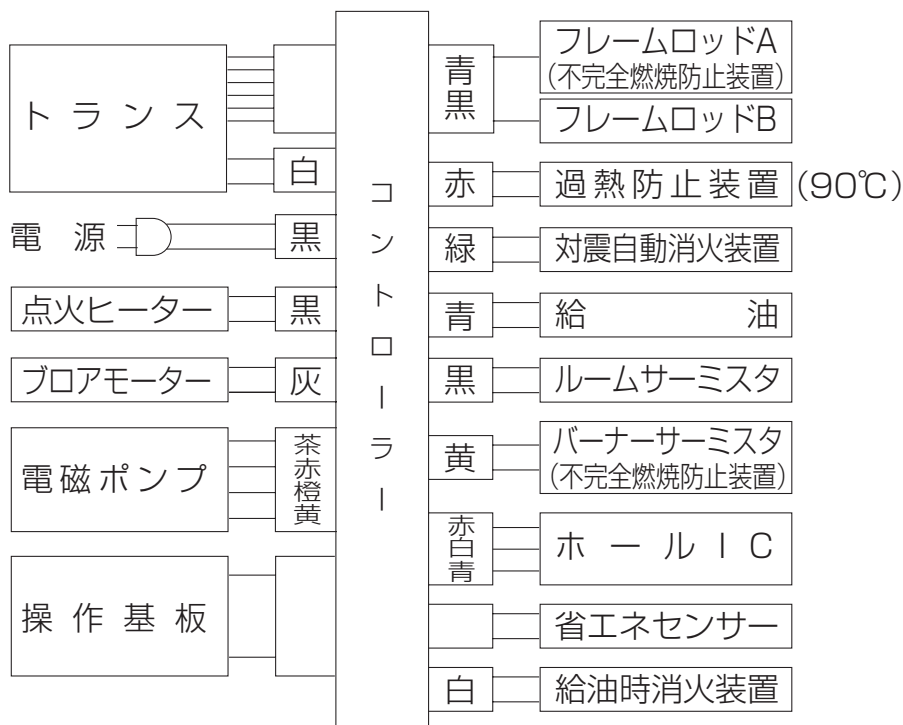 トランス
白
電源
黒
点火ヒーター
黒
ブロアモーター
灰
電磁ポンプ
茶
赤
橙
黄
操作基板
コントローラー
青
黒
フレームロッドA
(不完全燃焼防止装置)
フレームロッドB
赤
過熱防止装置(90℃)
緑
対震自動消火装置
青
給油
黒
ルームサーミスタ
黄
バーナーサーミスタ
(不完全燃焼防止装置)
赤
白
青
ホールIC
省エネセンサー
白
給油時消火装置